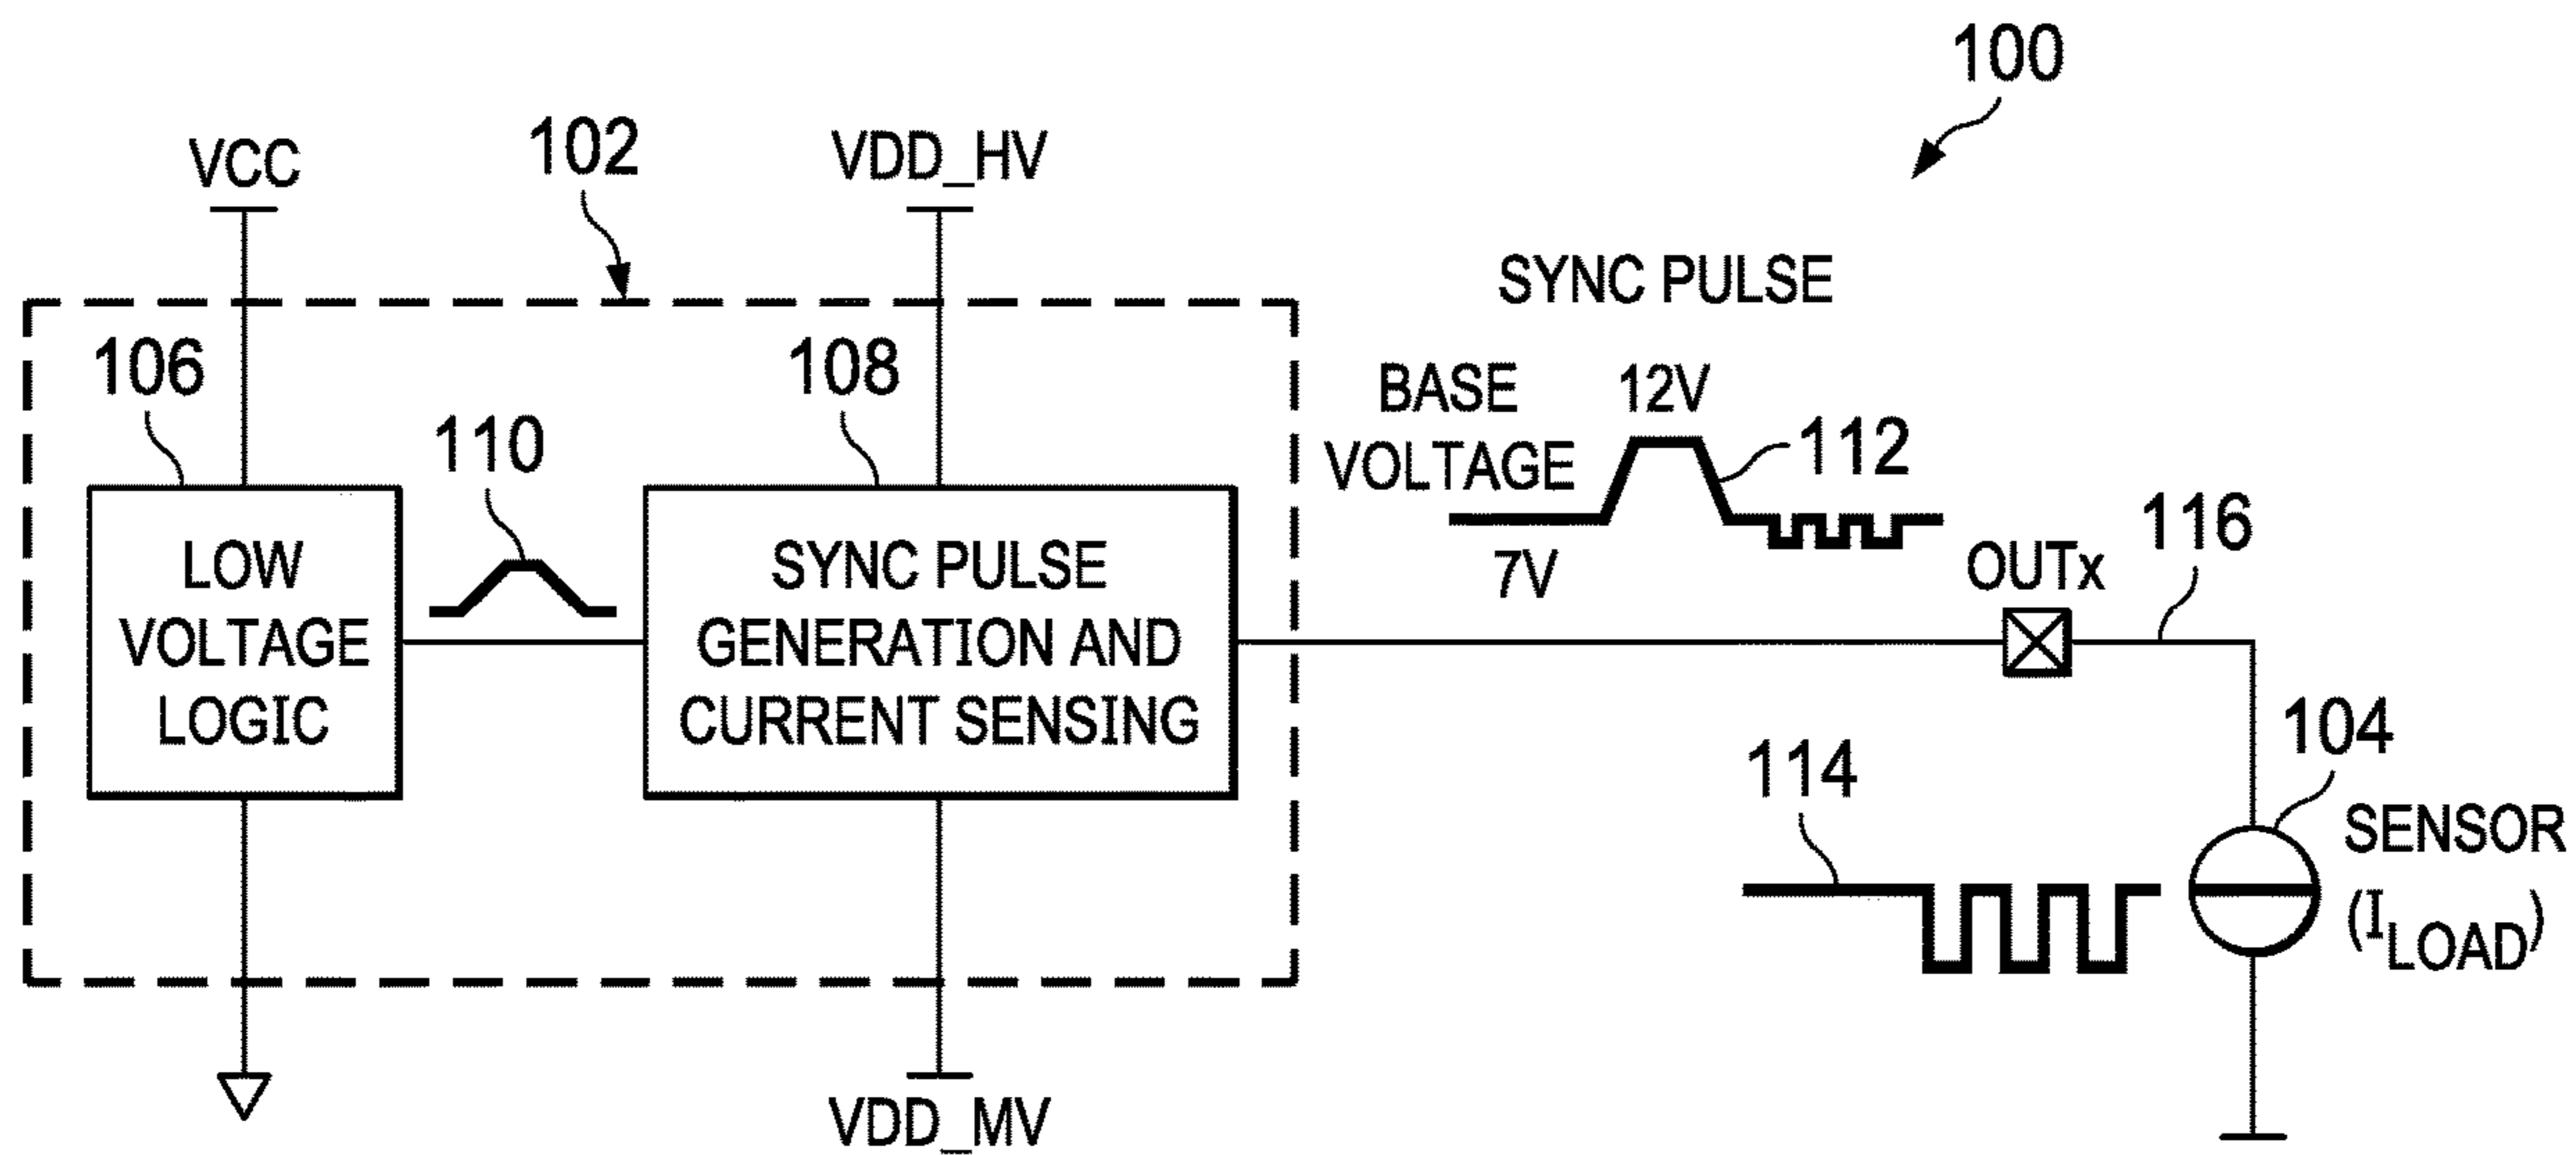 100
VCC
102
VDD_HV
SYNC PULSE
106
108
BASE
VOLTAGE
12V
112
110
7V
116
OUTx
LOW
VOLTAGE
LOGIC
SYNC PULSE
GENERATION AND
CURRENT SENSING
114
104
SENSOR
(I_LOAD)
VDD_MV